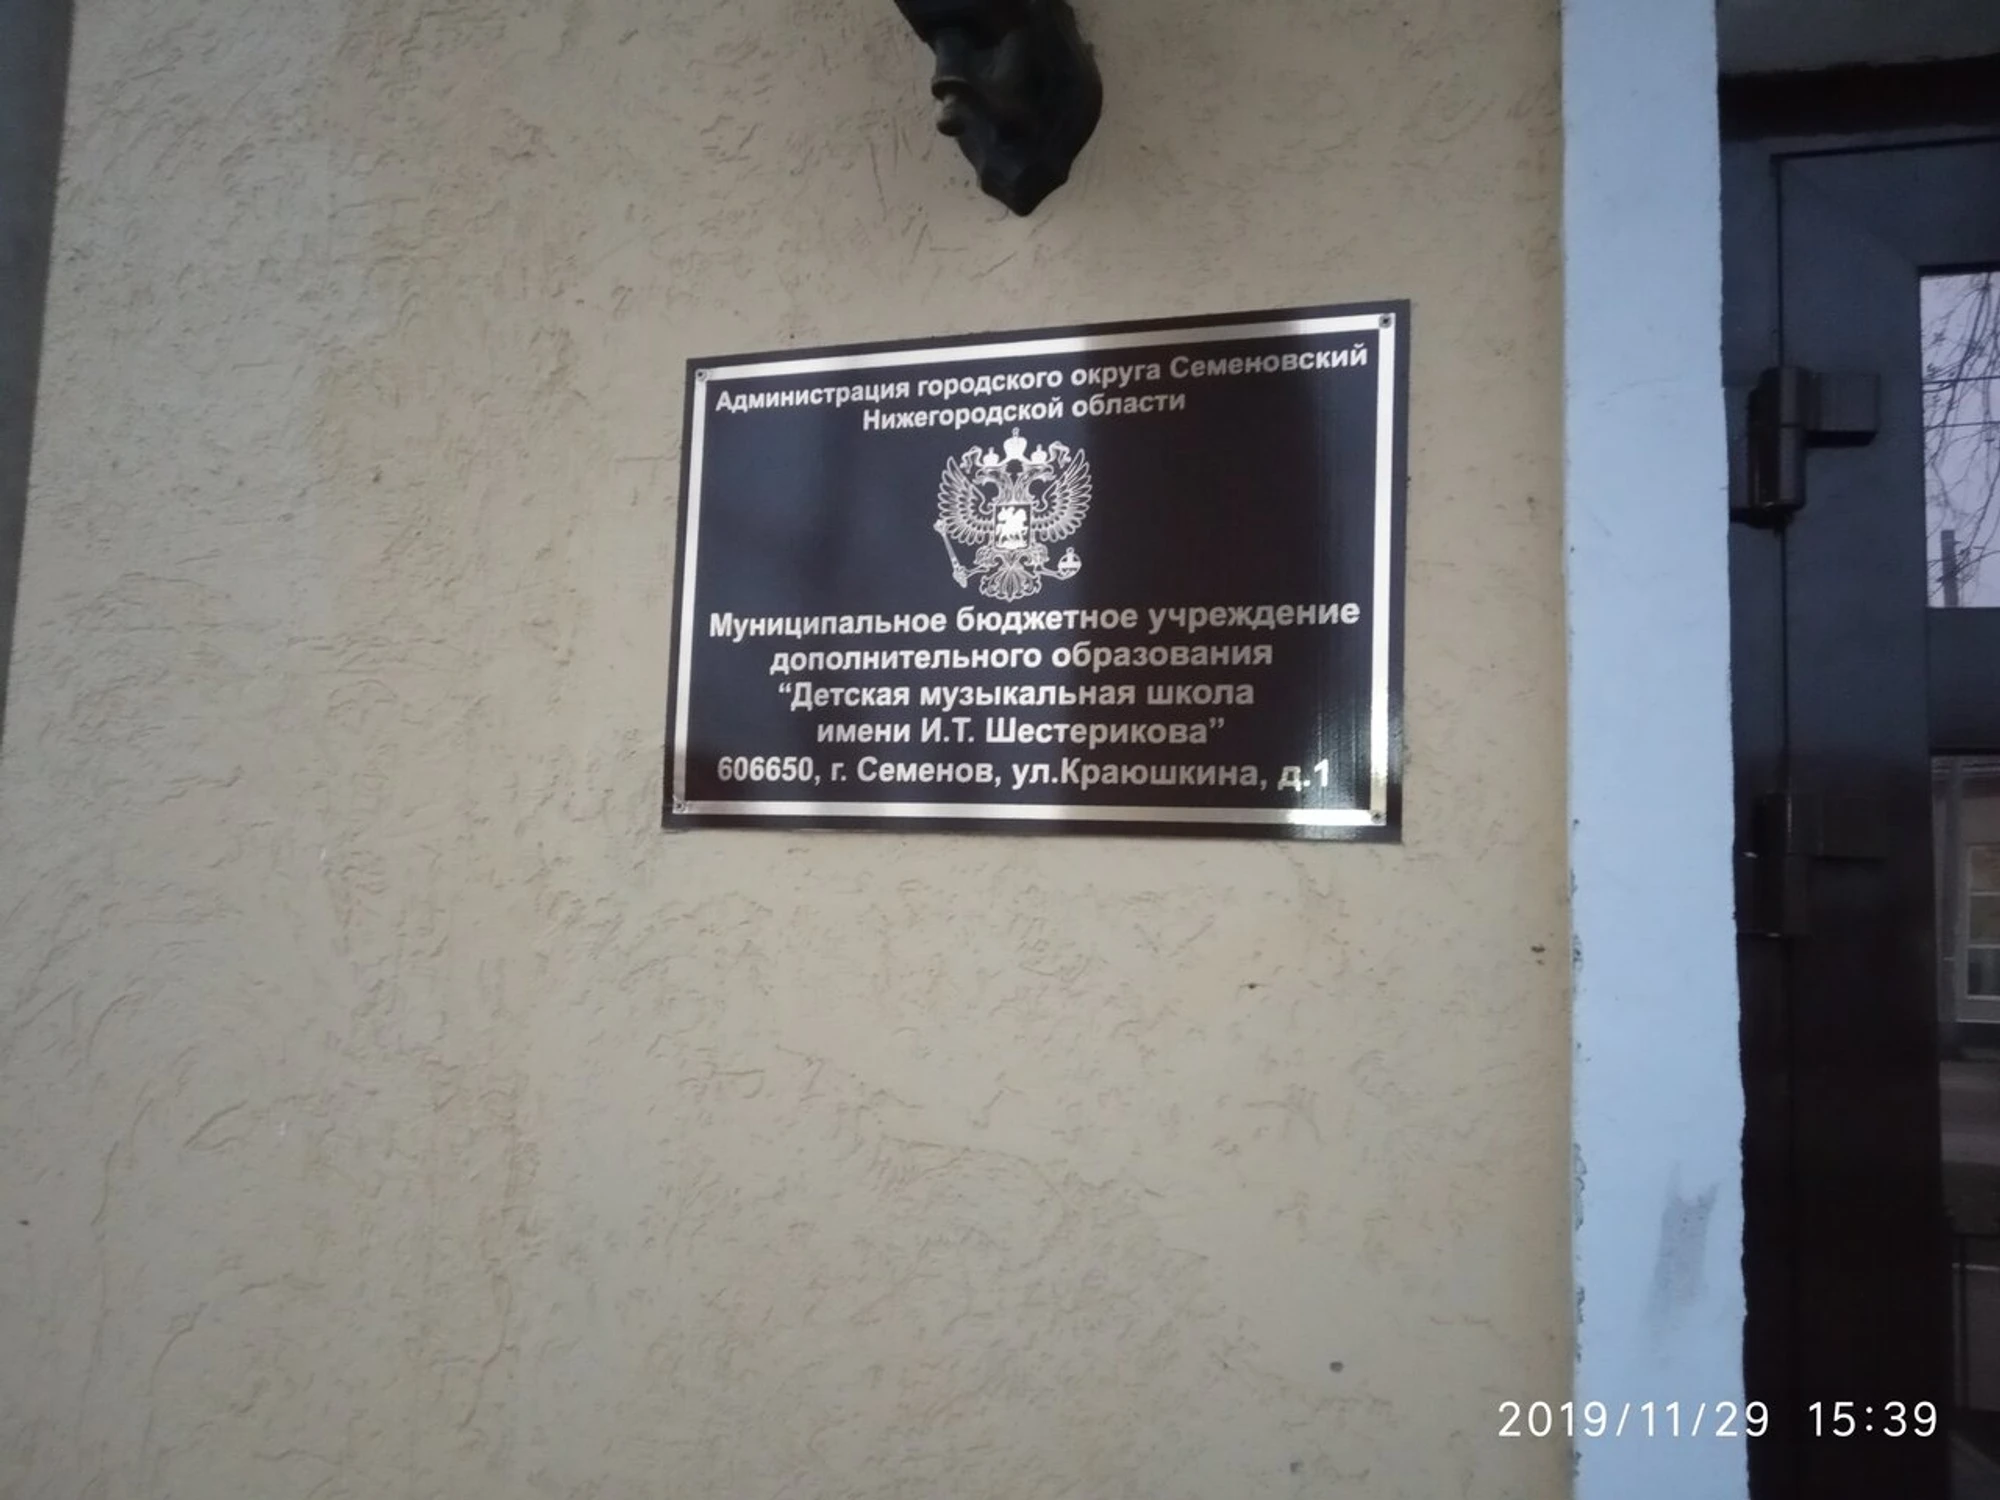 Администрация городского округа Семеновский
Нижегородской области
Муниципальное бюджетное учреждение
дополнительного образования
“Детская музыкальная школа
имени И.Т. Шестерикова”
606650, г. Семенов, ул.Краюшкина, д.1
2019/11/29 15:39